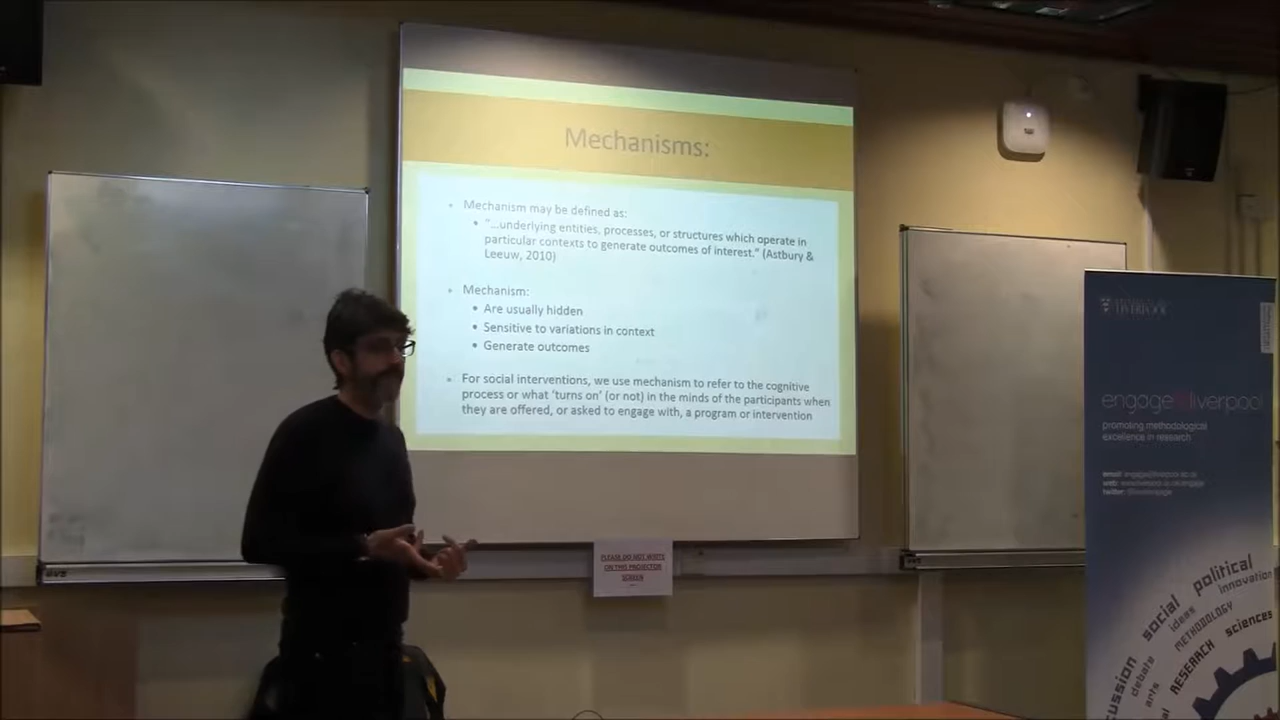 Mechanisms:
Mechanism may be defined as:
"...underlying entities, processes, or structures which operate in
particular contexts to generate outcomes of interest." (Astbury &
Leeuw, 2010)
Mechanism:
Are usually hidden
Sensitive to variations in context
Generate outcomes
For social interventions, we use mechanism to refer to the cognitive
process or what 'turns on' (or not) in the minds of the participants when
they are offered, or asked to engage with, a program or intervention
PLEASE DO NOT WRITE
ON THIS PROJECTOR
SCREEN
LIVERPOOL
engage liverpool
promoting methodological
excellence in research
political
innovation
social
ideas
METHODOLOGY
sciences
RESEARCH
debate
arts